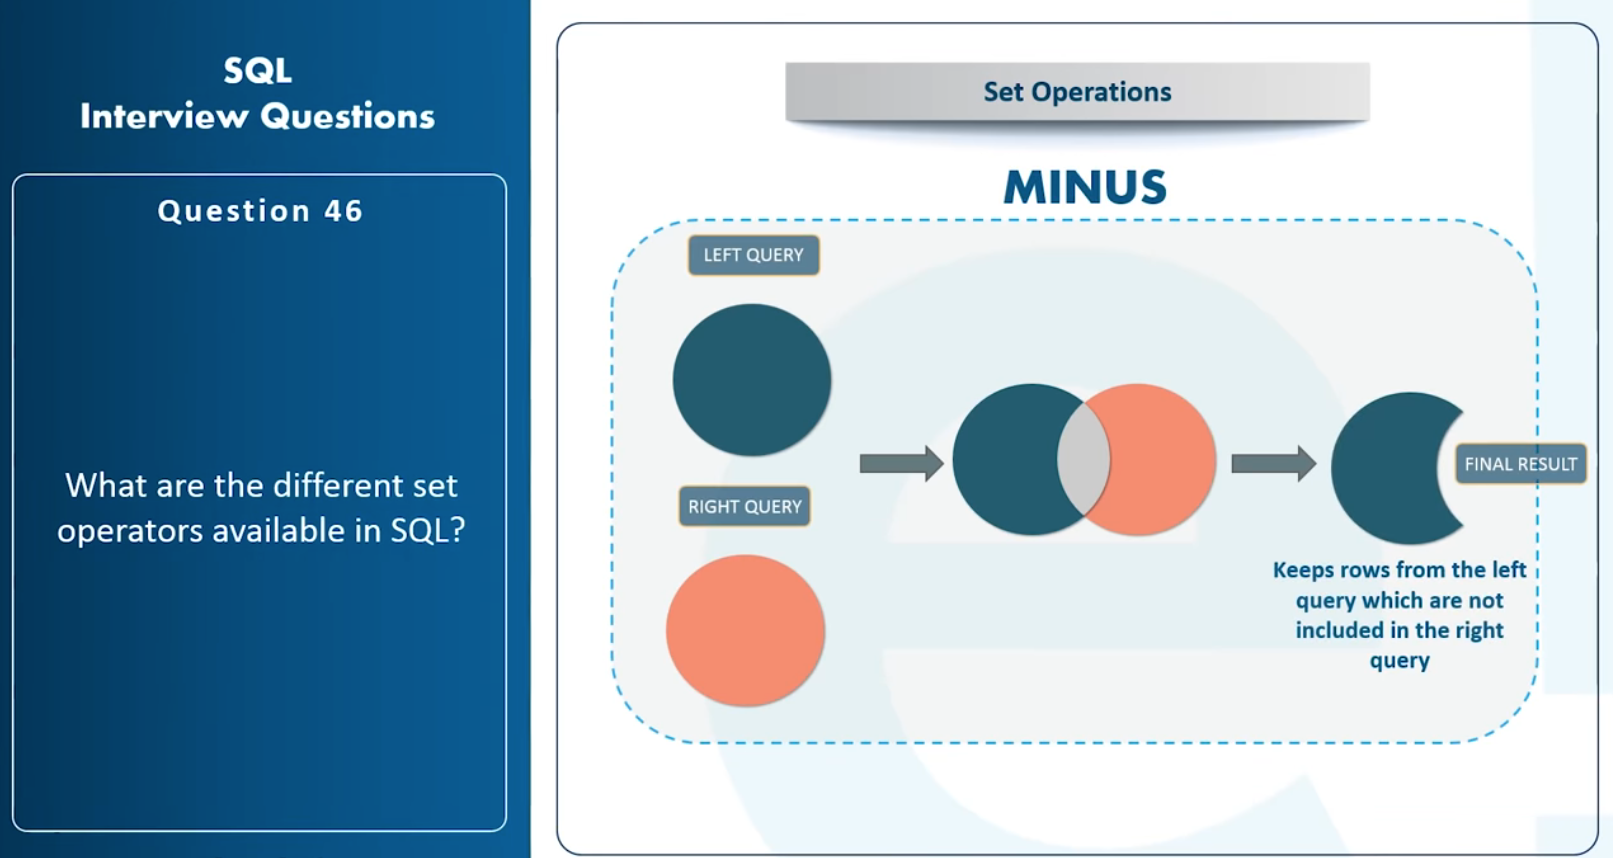 SQL
Interview Questions
Question 46
What are the different set
operators available in SQL?
Set Operations
MINUS
LEFT QUERY
RIGHT QUERY
FINAL RESULT
Keeps rows from the left
query which are not
included in the right
query